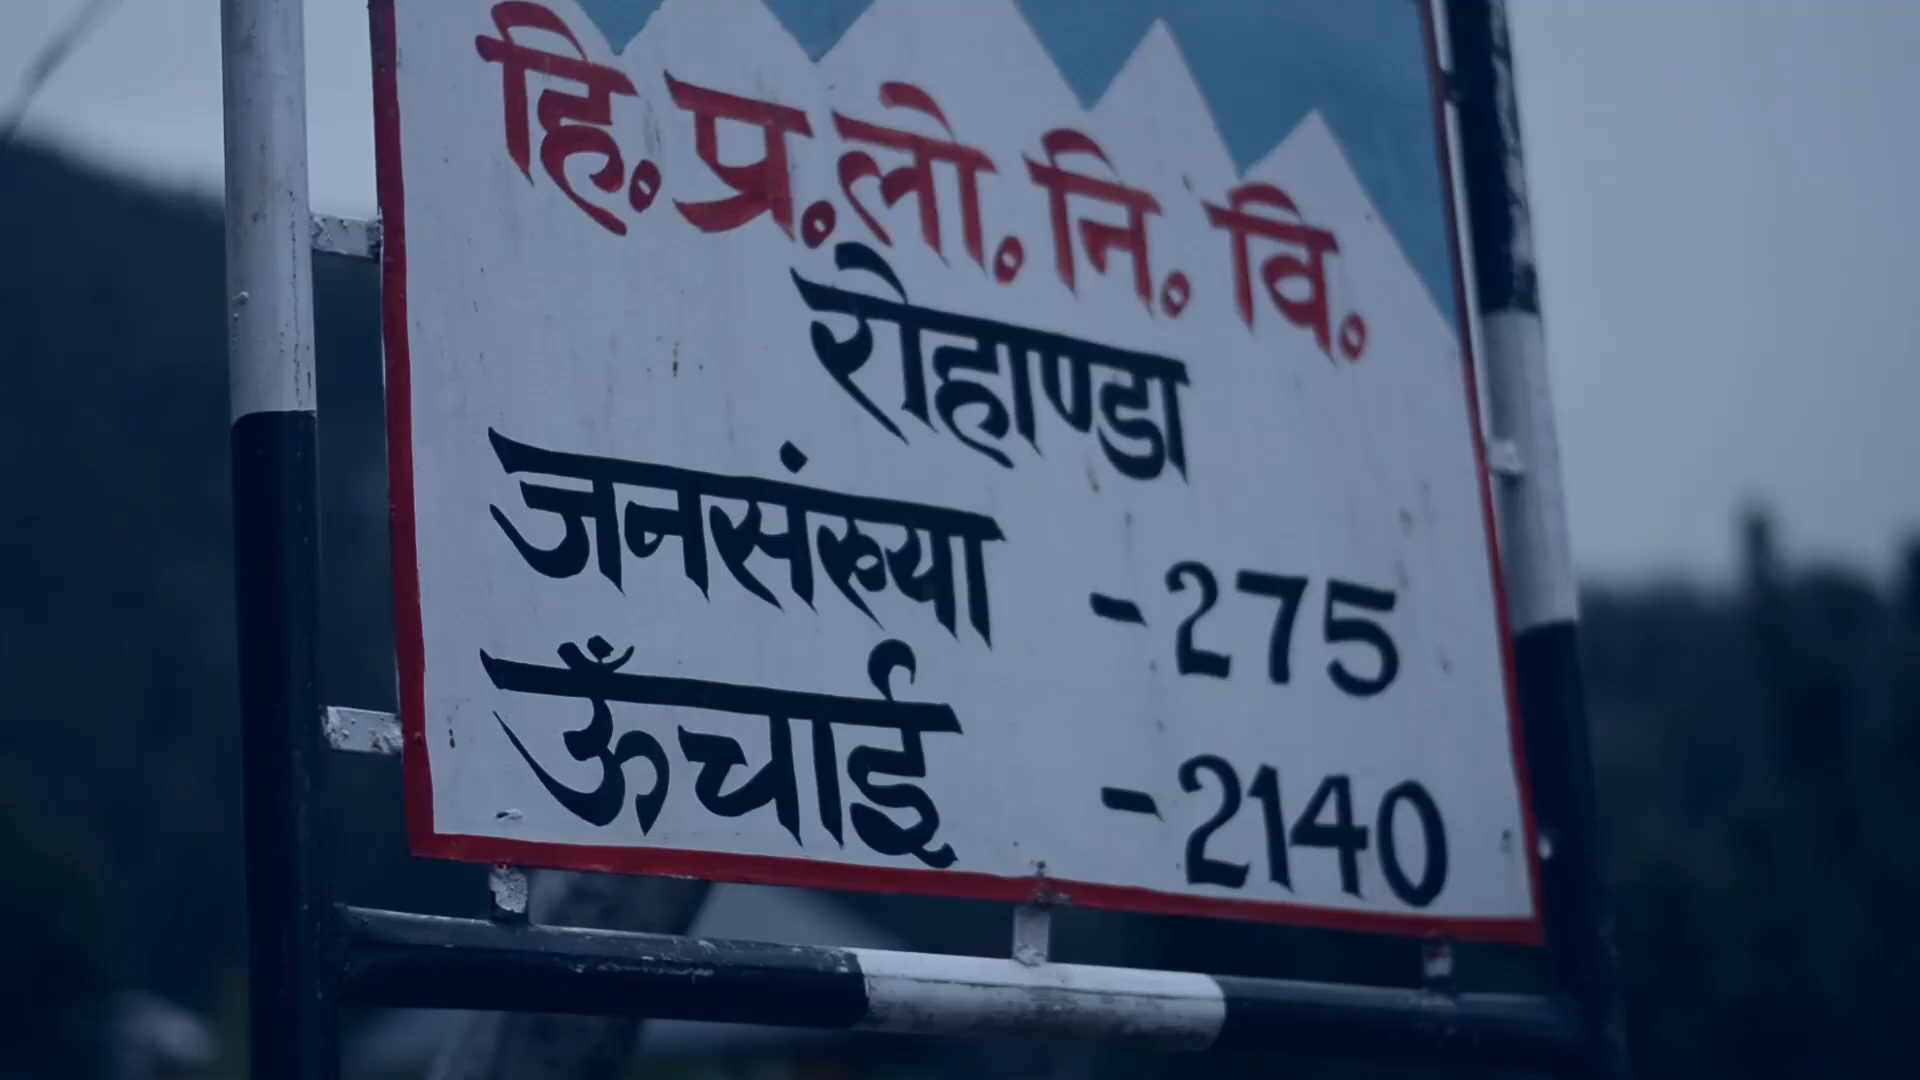 हि.प्र.लो.नि.वि.
रोहाण्डा
जनसंख्या -275
ऊँचाई -2140